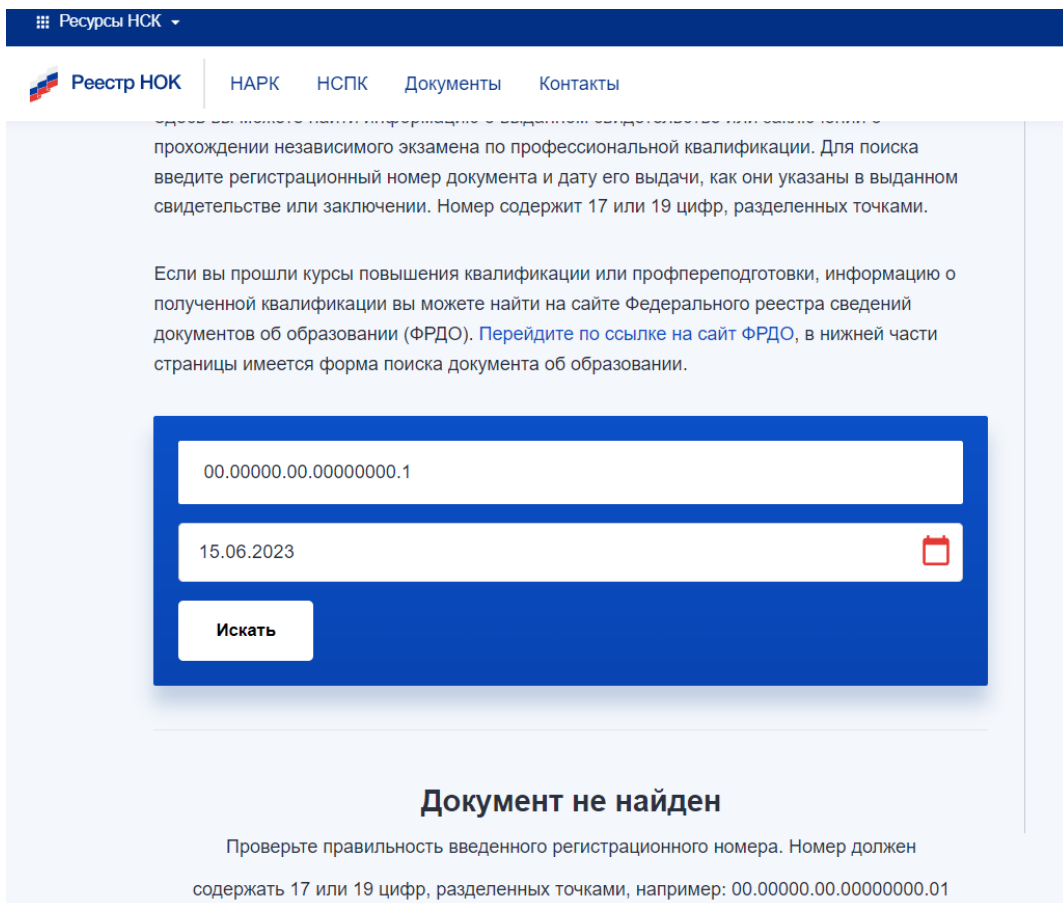 Ресурсы НСК
Реестр НОК НАРК НСПК Документы Контакты
прохождении независимого экзамена по профессиональной квалификации. Для поиска
введите регистрационный номер документа и дату его выдачи, как они указаны в выданном
свидетельстве или заключении. Номер содержит 17 или 19 цифр, разделенных точками.
Если вы прошли курсы повышения квалификации или профпереподготовки, информацию о
полученной квалификации вы можете найти на сайте Федерального реестра сведений
документов об образовании (ФРДО). Перейдите по ссылке на сайт ФРДО, в нижней части
страницы имеется форма поиска документа об образовании.
00.00000.00.00000000.1
15.06.2023
Искать
Документ не найден
Проверьте правильность введенного регистрационного номера. Номер должен
содержать 17 или 19 цифр, разделенных точками, например: 00.00000.00.00000000.01